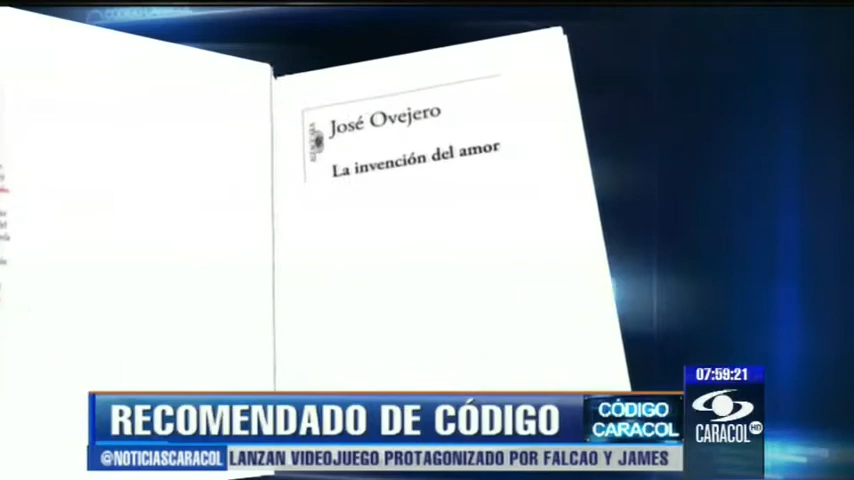 José Ovejero
La invención del amor
07:59:21
RECOMENDADO DE CÓDIGO
CÓDIGO
CARACOL
CARACOL HD
@NOTICIASCARACOL
LANZAN VIDEOJUEGO PROTAGONIZADO POR FALCAO Y JAMES